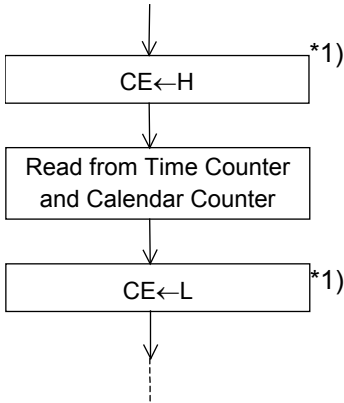 *1)
CE←H
Read from Time Counter
and Calendar Counter
*1)
CE←L